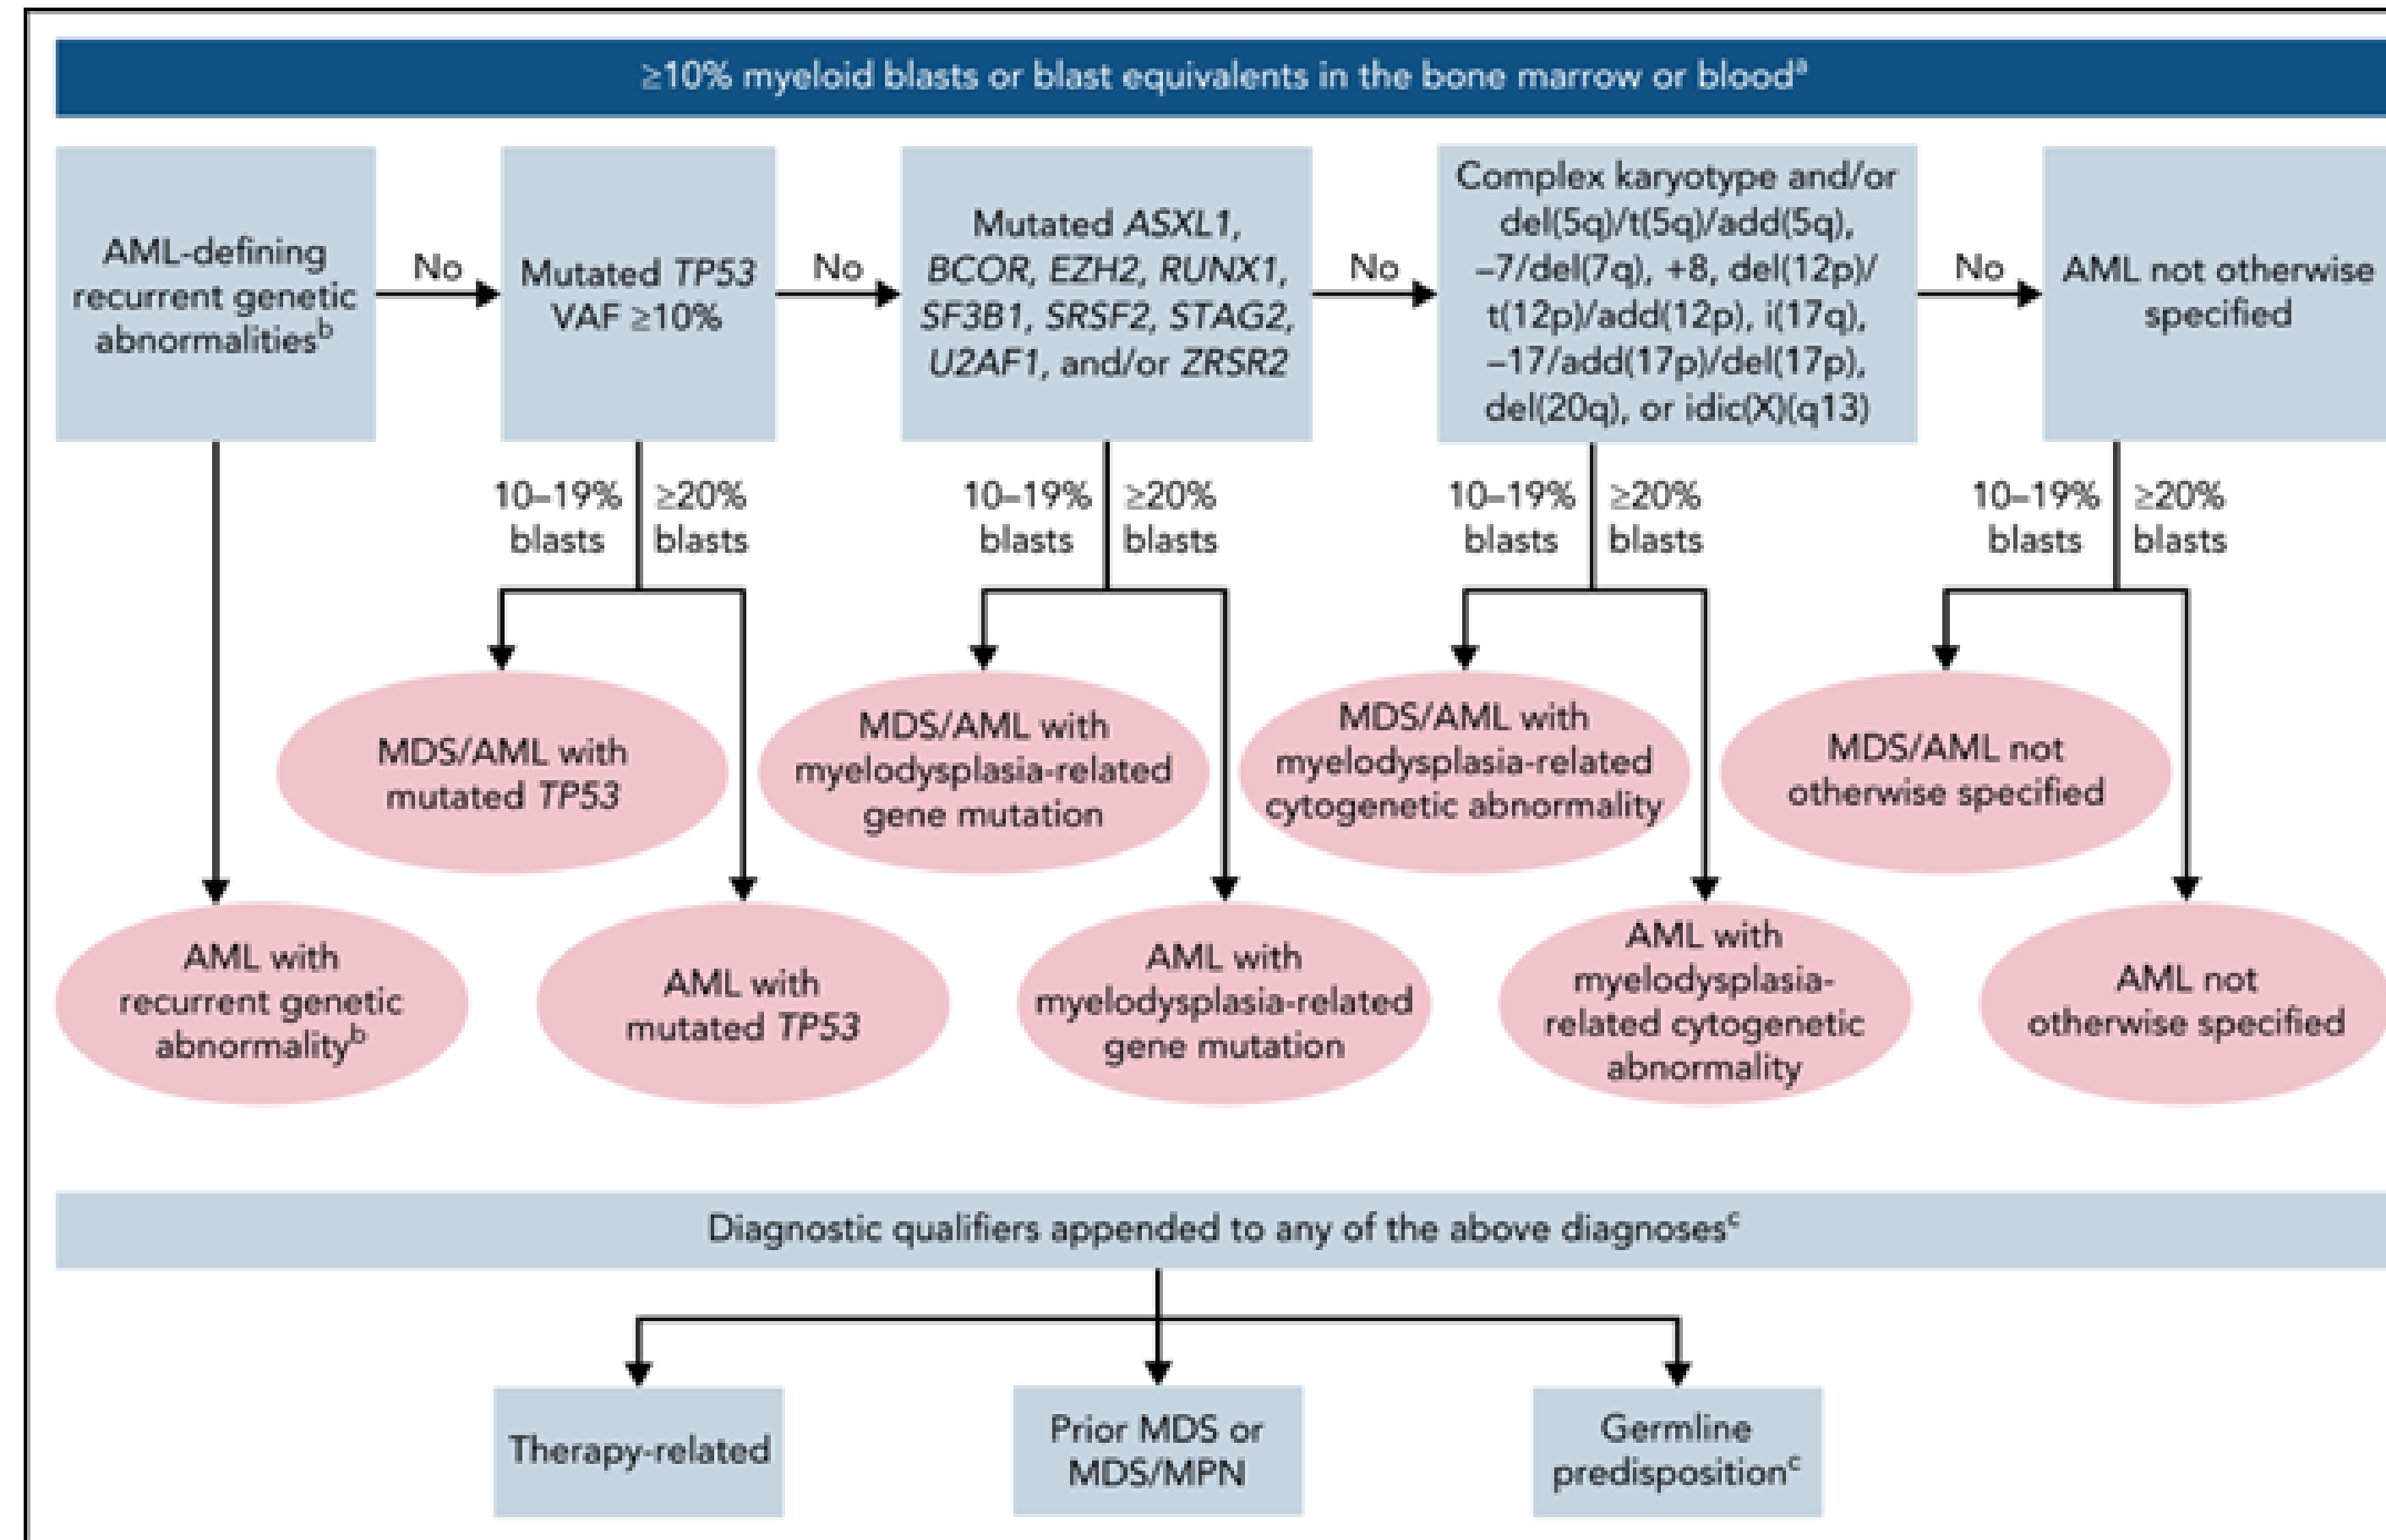 ≥10% myeloid blasts or blast equivalents in the bone marrow or bloodᵃ
AML-defining
recurrent genetic
abnormalitiesᵇ
No
Mutated TP53
VAF ≥10%
No
Mutated ASXL1,
BCOR, EZH2, RUNX1,
SF3B1, SRSF2, STAG2,
U2AF1, and/or ZRSR2
No
Complex karyotype and/or
del(5q)/t(5q)/add(5q),
–7/del(7q), +8, del(12p)/
t(12p)/add(12p), i(17q),
–17/add(17p)/del(17p),
del(20q), or idic(X)(q13)
No
AML not otherwise
specified
10–19%
blasts
≥20%
blasts
10–19%
blasts
≥20%
blasts
10–19%
blasts
≥20%
blasts
10–19%
blasts
≥20%
blasts
MDS/AML with
mutated TP53
MDS/AML with
myelodysplasia-related
gene mutation
MDS/AML with
myelodysplasia-related
cytogenetic abnormality
MDS/AML not
otherwise specified
AML with
recurrent genetic
abnormalityᵇ
AML with
mutated TP53
AML with
myelodysplasia-related
gene mutation
AML with
myelodysplasia-
related cytogenetic
abnormality
AML not
otherwise specified
Diagnostic qualifiers appended to any of the above diagnosesᶜ
Therapy-related
Prior MDS or
MDS/MPN
Germline
predispositionᶜ